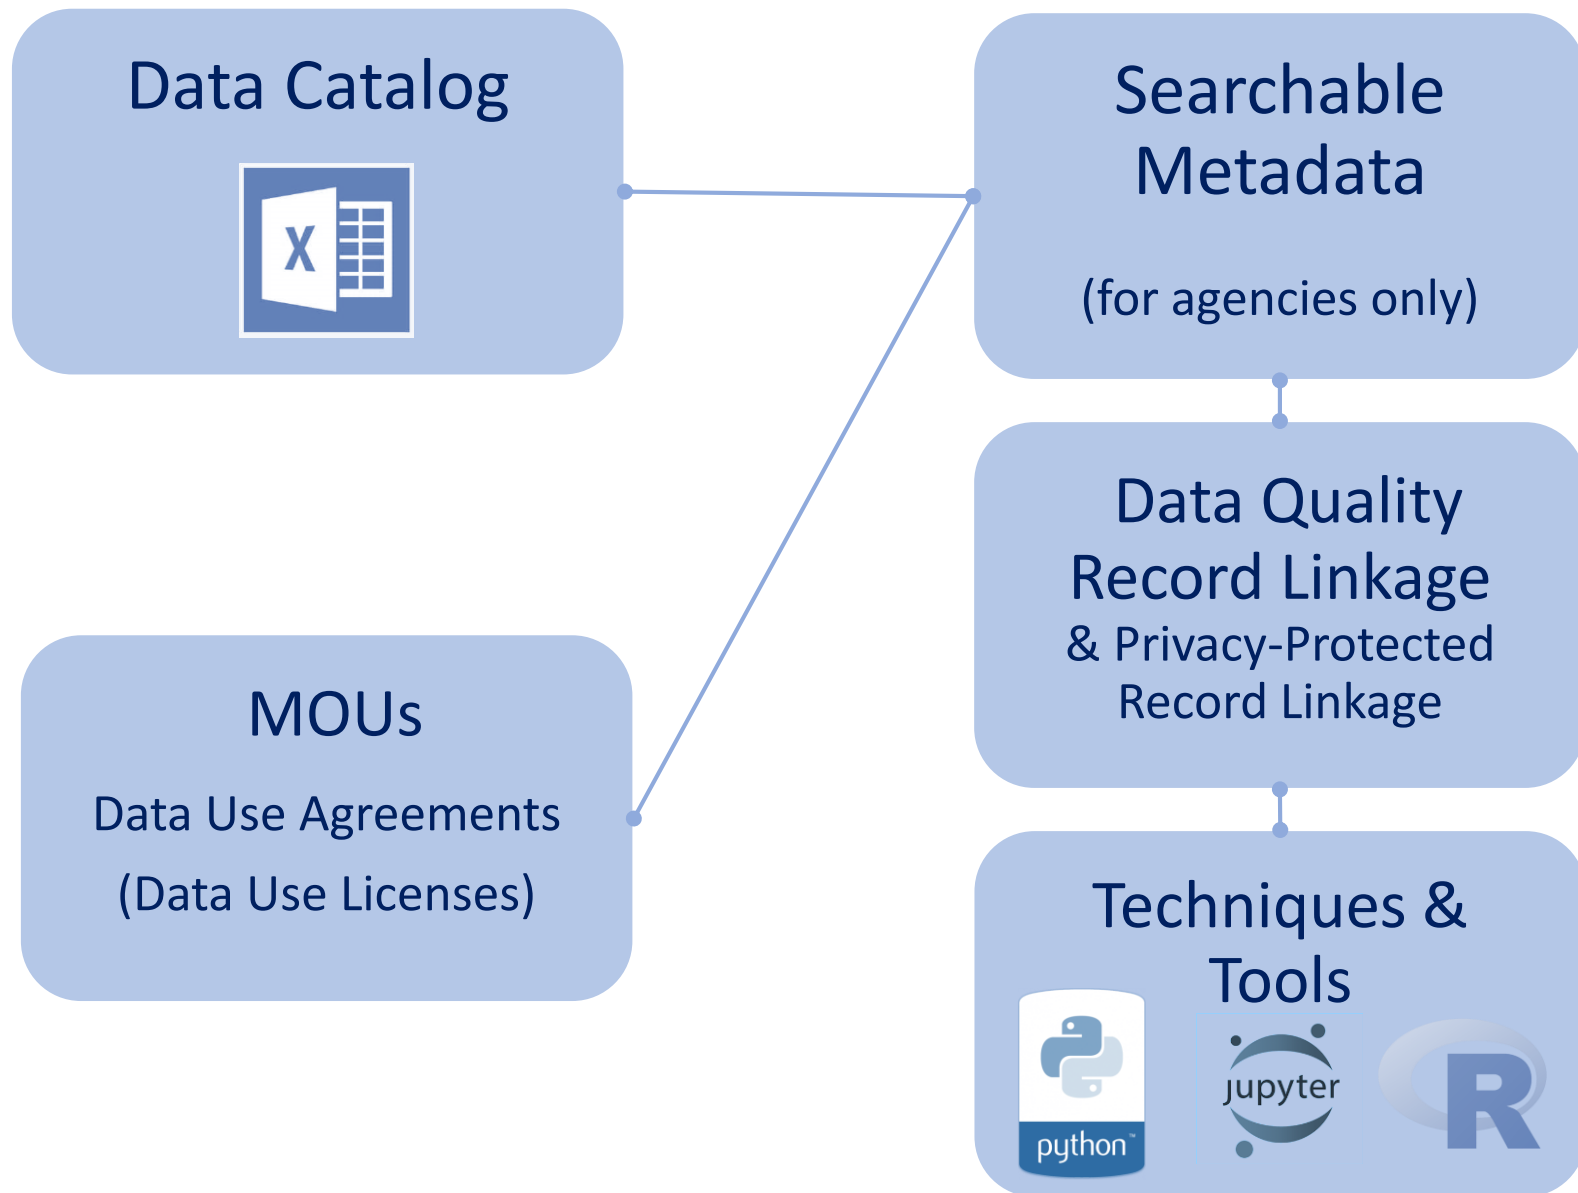 Data Catalog
X
Searchable
Metadata
(for agencies only)
Data Quality
Record Linkage
& Privacy-Protected
Record Linkage
MOUs
Data Use Agreements
(Data Use Licenses)
Techniques &
Tools
python™
jupyter
R